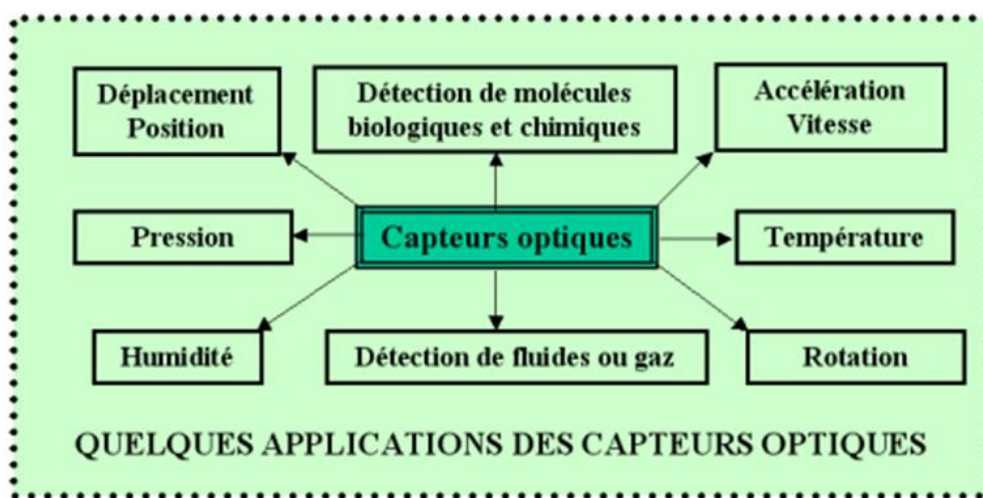 Déplacement
Position
Détection de molécules
biologiques et chimiques
Accélération
Vitesse
Pression
Capteurs optiques
Température
Humidité
Détection de fluides ou gaz
Rotation
QUELQUES APPLICATIONS DES CAPTEURS OPTIQUES